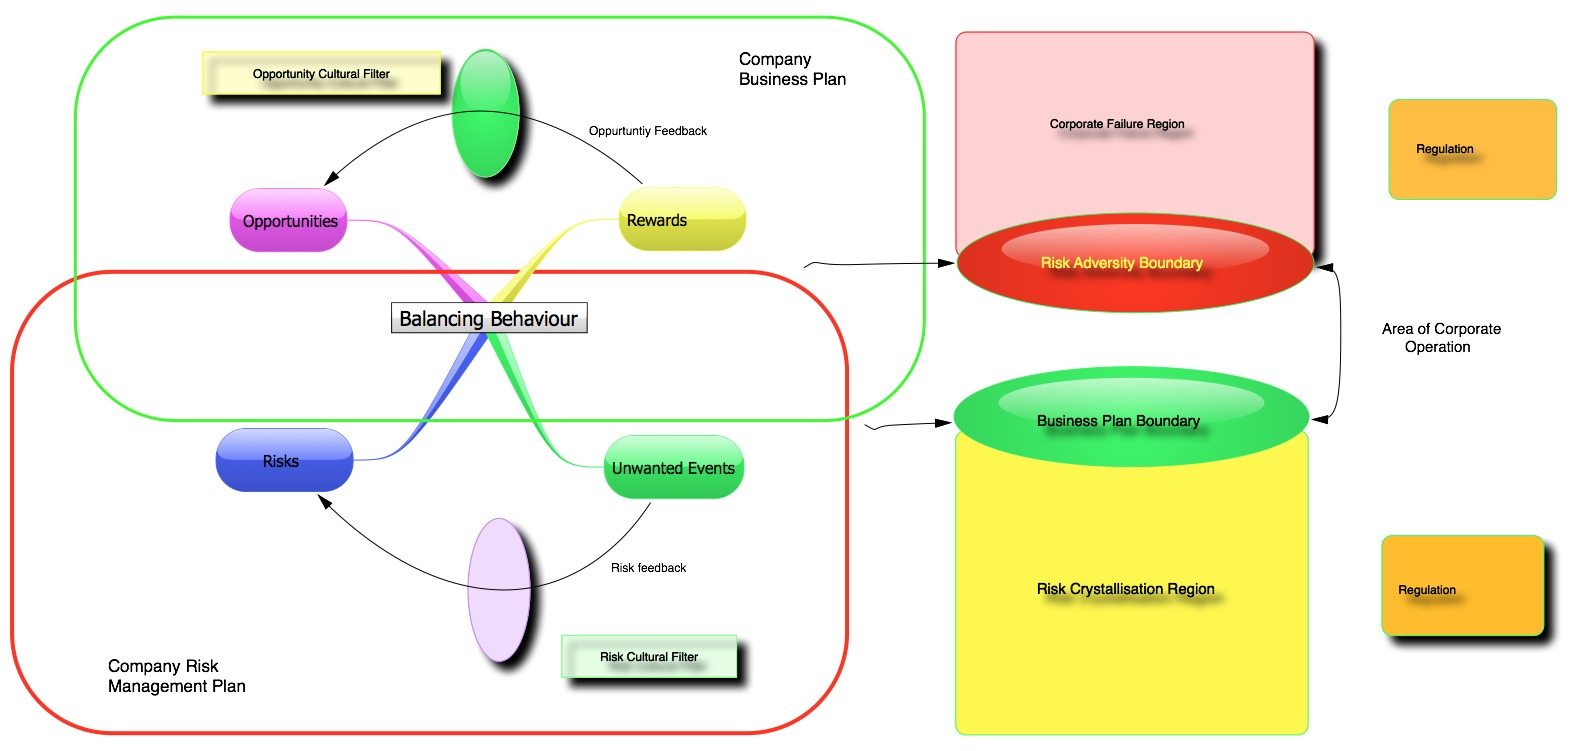 Opportunity Cultural Filter
Company
Business Plan
Oppurtuntiy Feedback
Opportunities
Rewards
Balancing Behaviour
Risks
Unwanted Events
Risk feedback
Risk Cultural Filter
Company Risk
Management Plan
Corporate Failure Region
Risk Adversity Boundary
Business Plan Boundary
Risk Crystallisation Region
Regulation
Area of Corporate
Operation
Regulation